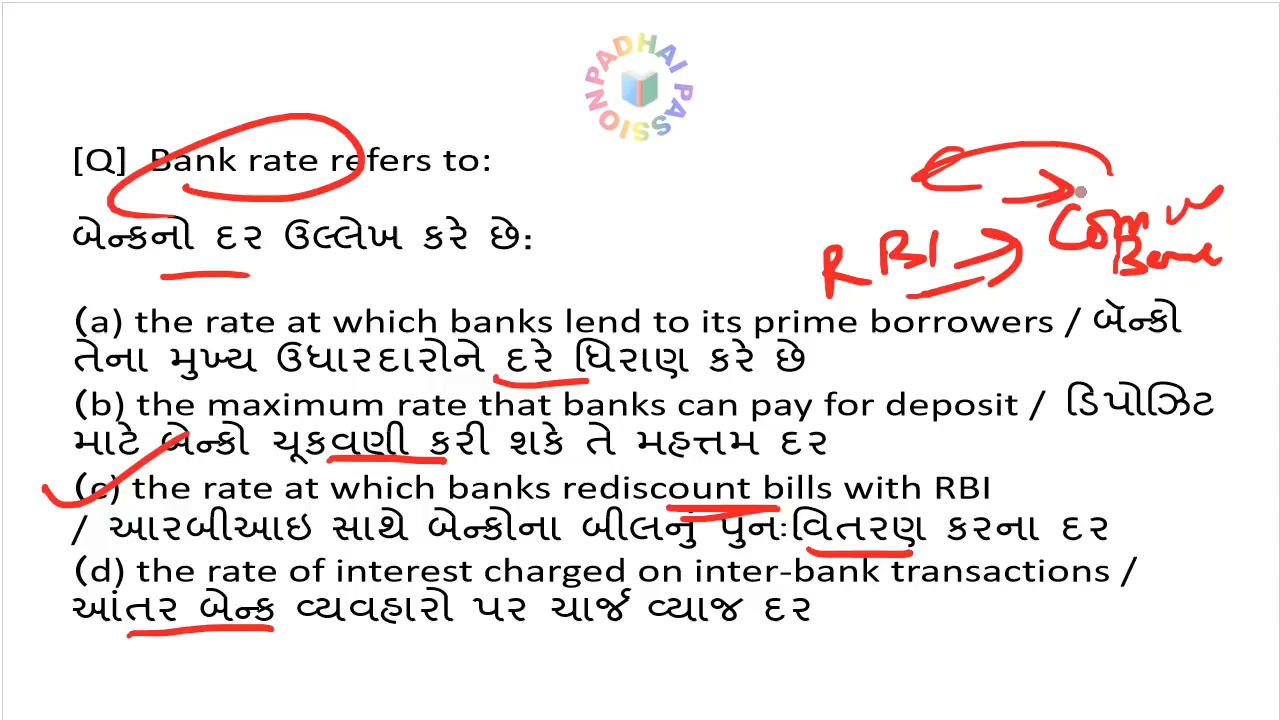 PADHAI PASSION
[Q] Bank rate refers to:
બેન્કનો દર ઉલ્લેખ કરે છે:
RBI
Com
Bank
(a) the rate at which banks lend to its prime borrowers / બૅન્કો
તેના મુખ્ય ઉધારદારોને દરે ધિરાણ કરે છે
(b) the maximum rate that banks can pay for deposit / ડિપોઝિટ
માટે બેન્કો ચૂકવણી કરી શકે તે મહત્તમ દર
(c) the rate at which banks rediscount bills with RBI
/ આરબીઆઇ સાથે બેન્કોના બીલનું પુનઃવિતરણ કરના દર
(d) the rate of interest charged on inter-bank transactions /
આંતર બેન્ક વ્યવહારો પર ચાર્જ વ્યાજ દર